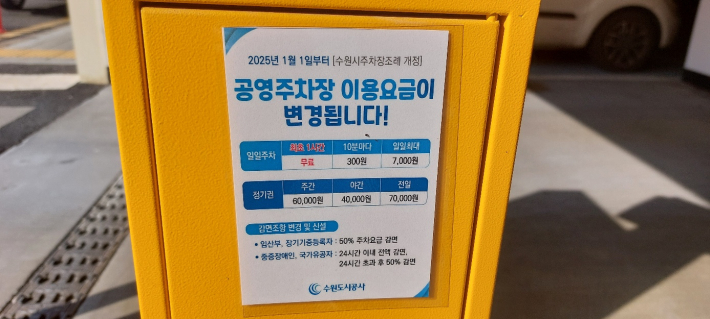 2025년 1월 1일부터 [수원시주차장조례 개정]
공영주차장 이용요금이
변경됩니다!
일일주차 최초 1시간 10분마다 일일최대
무료 300원 7,000원
정기권 주간 야간 전일
60,000원 40,000원 70,000원
감면조항 변경 및 신설
• 임산부, 장기기증등록자 : 50% 주차요금 감면
• 중증장애인, 국가유공자 : 24시간 이내 전액 감면,
24시간 초과 후 50% 감면
수원도시공사